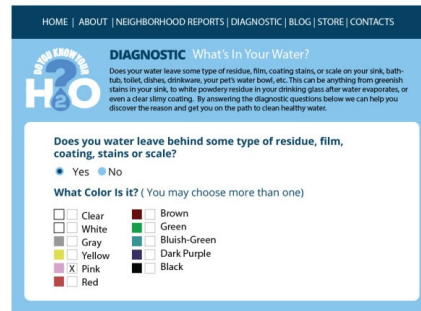 HOME | ABOUT | NEIGHBORHOOD REPORTS | DIAGNOSTIC | BLOG | STORE | CONTACTS
DO YOU KNOW YOUR
H2O
?
DIAGNOSTIC What's In Your Water?
Does your water leave some type of residue, film, coating stains, or scale on your sink, bath-
tub, toilet, dishes, drinkware, your pet's water bowl, etc. This can be anything from greenish
stains in your sink, to white powdery residue in your drinking glass after water evaporates, or
even a clear slimy coating. By answering the diagnostic questions below we can help you
discover the reason and get you on the path to clean healthy water.
Does you water leave behind some type of residue, film,
coating, stains or scale?
Yes No
What Color Is it? ( You may choose more than one)
Clear
White
Gray
Yellow
X Pink
Red
Brown
Green
Bluish-Green
Dark Purple
Black